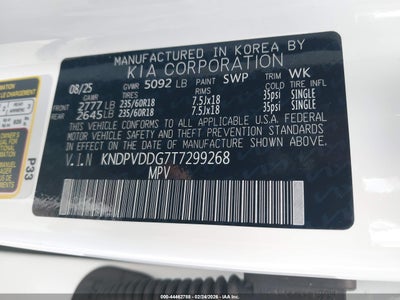 MANUFACTURED IN KOREA BY
KIA CORPORATION
08/25 GVWR 5092 LB PAINT SWP TRIM WK
GAWR TIRES RIMS COLD TIRE INFL
FRT 2777 LB 235/60R18 7.5Jx18 35psi SINGLE
RR 2645 LB 235/60R18 7.5Jx18 35psi SINGLE
THIS VEHICLE CONFORMS TO ALL APPLICABLE U.S.A. FEDERAL
MOTOR VEHICLE SAFETY AND THEFT PREVENTION STANDARDS
IN EFFECT ON THE DATE OF MANUFACTURE SHOWN ABOVE.
V.I.N KNDPVDDG7T7299268
MPV
P33
000-44462788 - 02/24/2026 - IAA Inc.